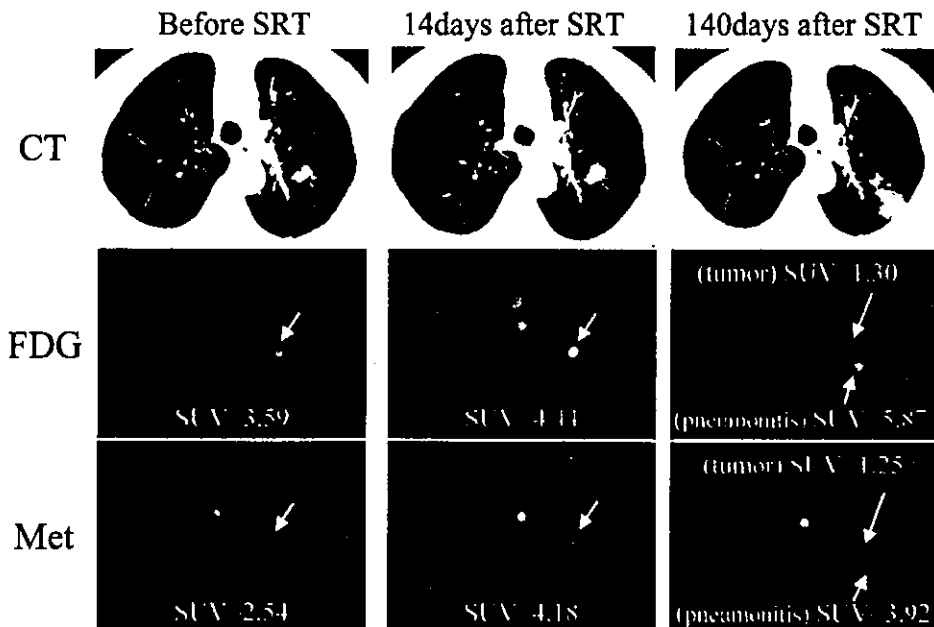 Before SRT 14days after SRT 140days after SRT
CT
(tumor) SUV 1.30
FDG
SUV 3.59 SUV 4.41 (pneumonitis) SUV 5.87
(tumor) SUV 1.25
Met
SUV 2.54 SUV 4.18 (pneumonitis) SUV 3.92